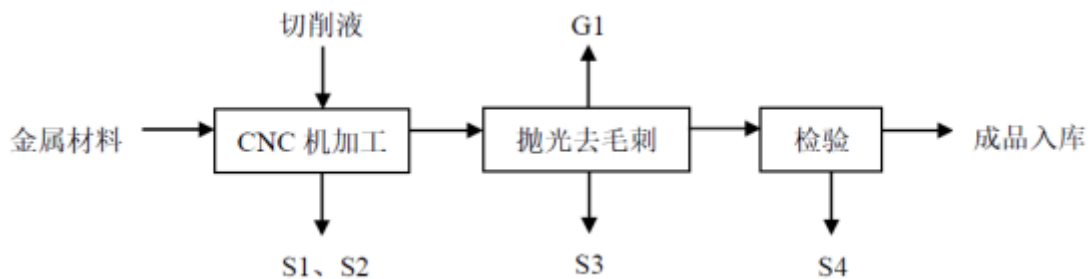 切削液
G1
金属材料
CNC 机加工
抛光去毛刺
检验
成品入库
S1、S2
S3
S4